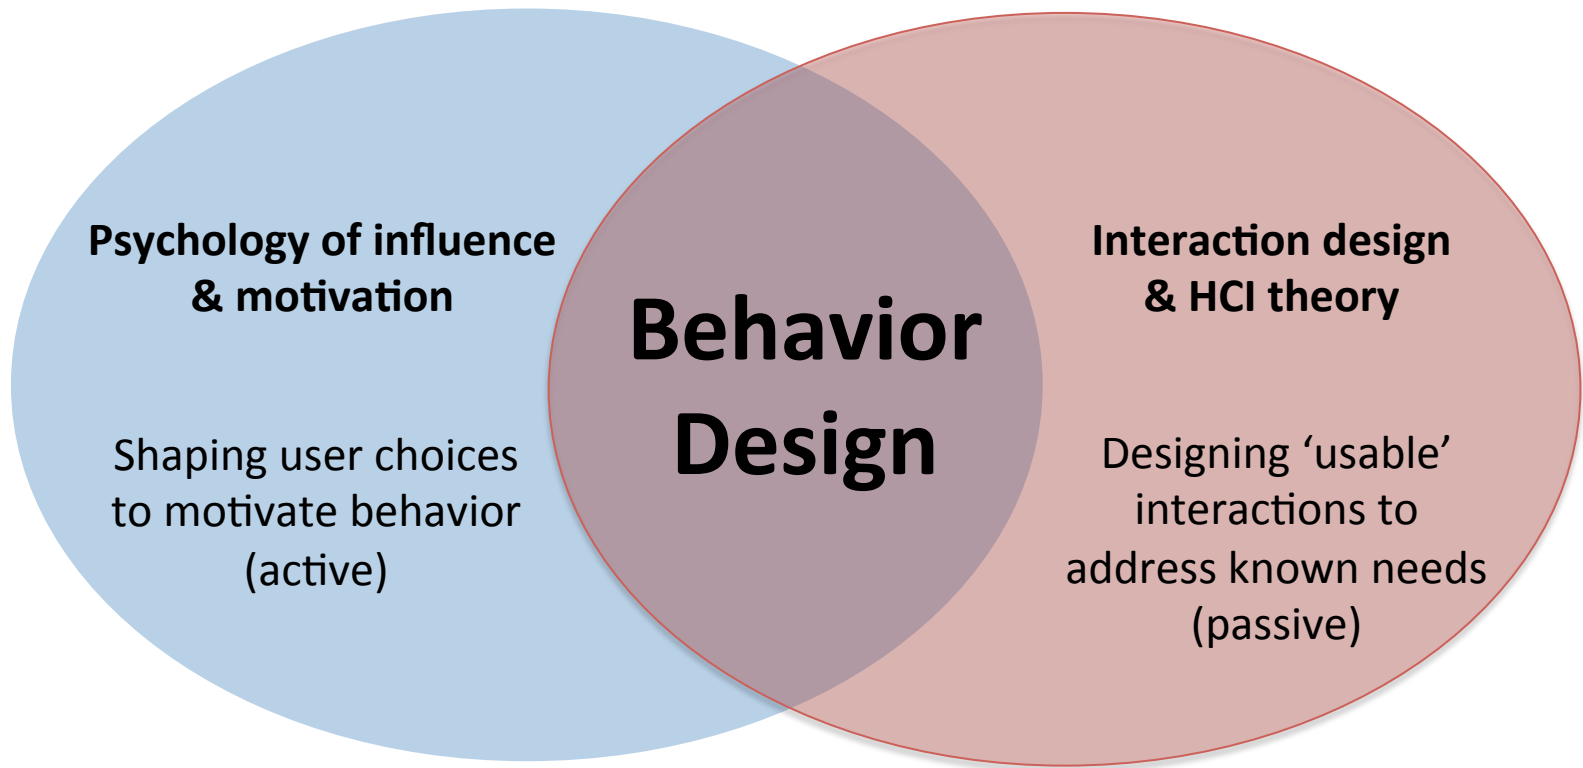 Psychology of influence
& motivation
Shaping user choices
to motivate behavior
(active)
Behavior
Design
Interaction design
& HCI theory
Designing ‘usable’
interactions to
address known needs
(passive)